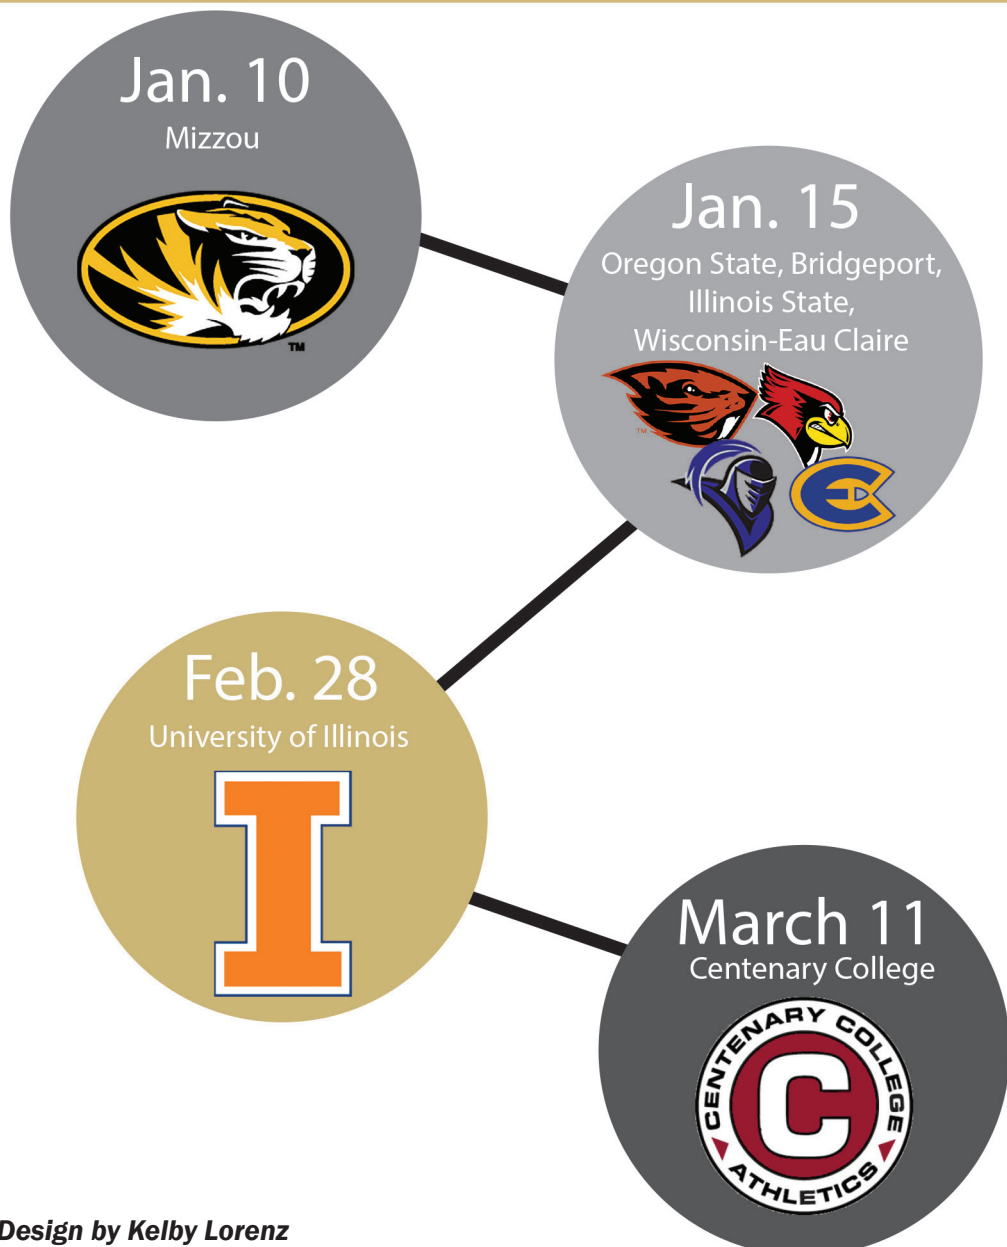 Jan. 10
Mizzou
TM
Jan. 15
Oregon State, Bridgeport,
Illinois State,
Wisconsin-Eau Claire
TM
Feb. 28
University of Illinois
March 11
Centenary College
CENTENARY COLLEGE
C
ATHLETICS
Design by Kelby Lorenz